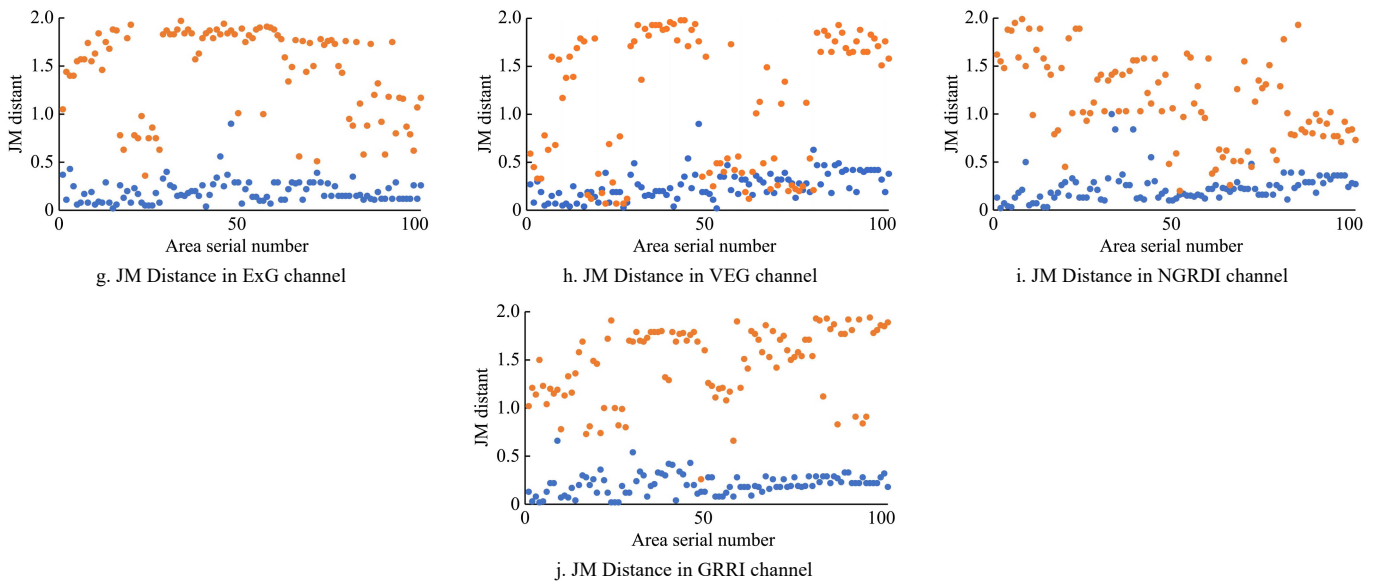 2.0
1.5
1.0
0.5
0
JM distant
0 50 100
Area serial number
g. JM Distance in ExG channel
2.0
1.5
1.0
0.5
0
JM distant
0 50 100
Area serial number
h. JM Distance in VEG channel
2.0
1.5
1.0
0.5
0
JM distant
0 50 100
Area serial number
i. JM Distance in NGRDI channel
2.0
1.5
1.0
0.5
0
JM distant
0 50 100
Area serial number
j. JM Distance in GRRI channel